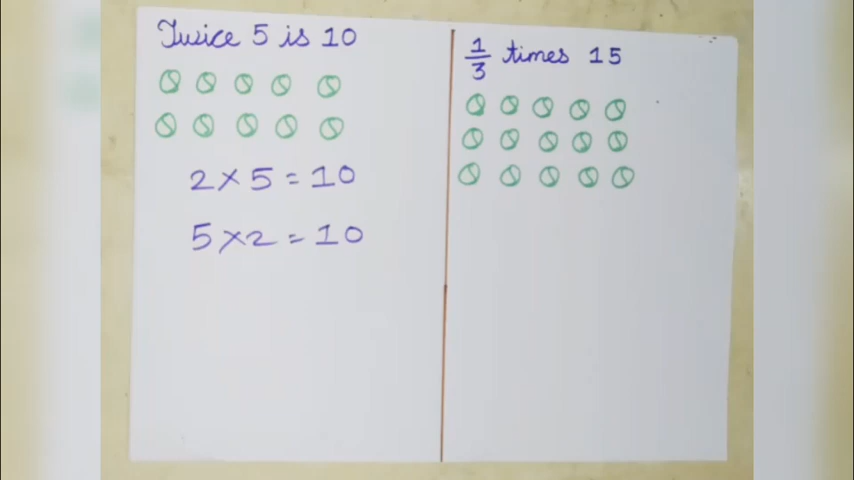 Twice 5 is 10
2 × 5 = 10
5 × 2 = 10
1/3 times 15